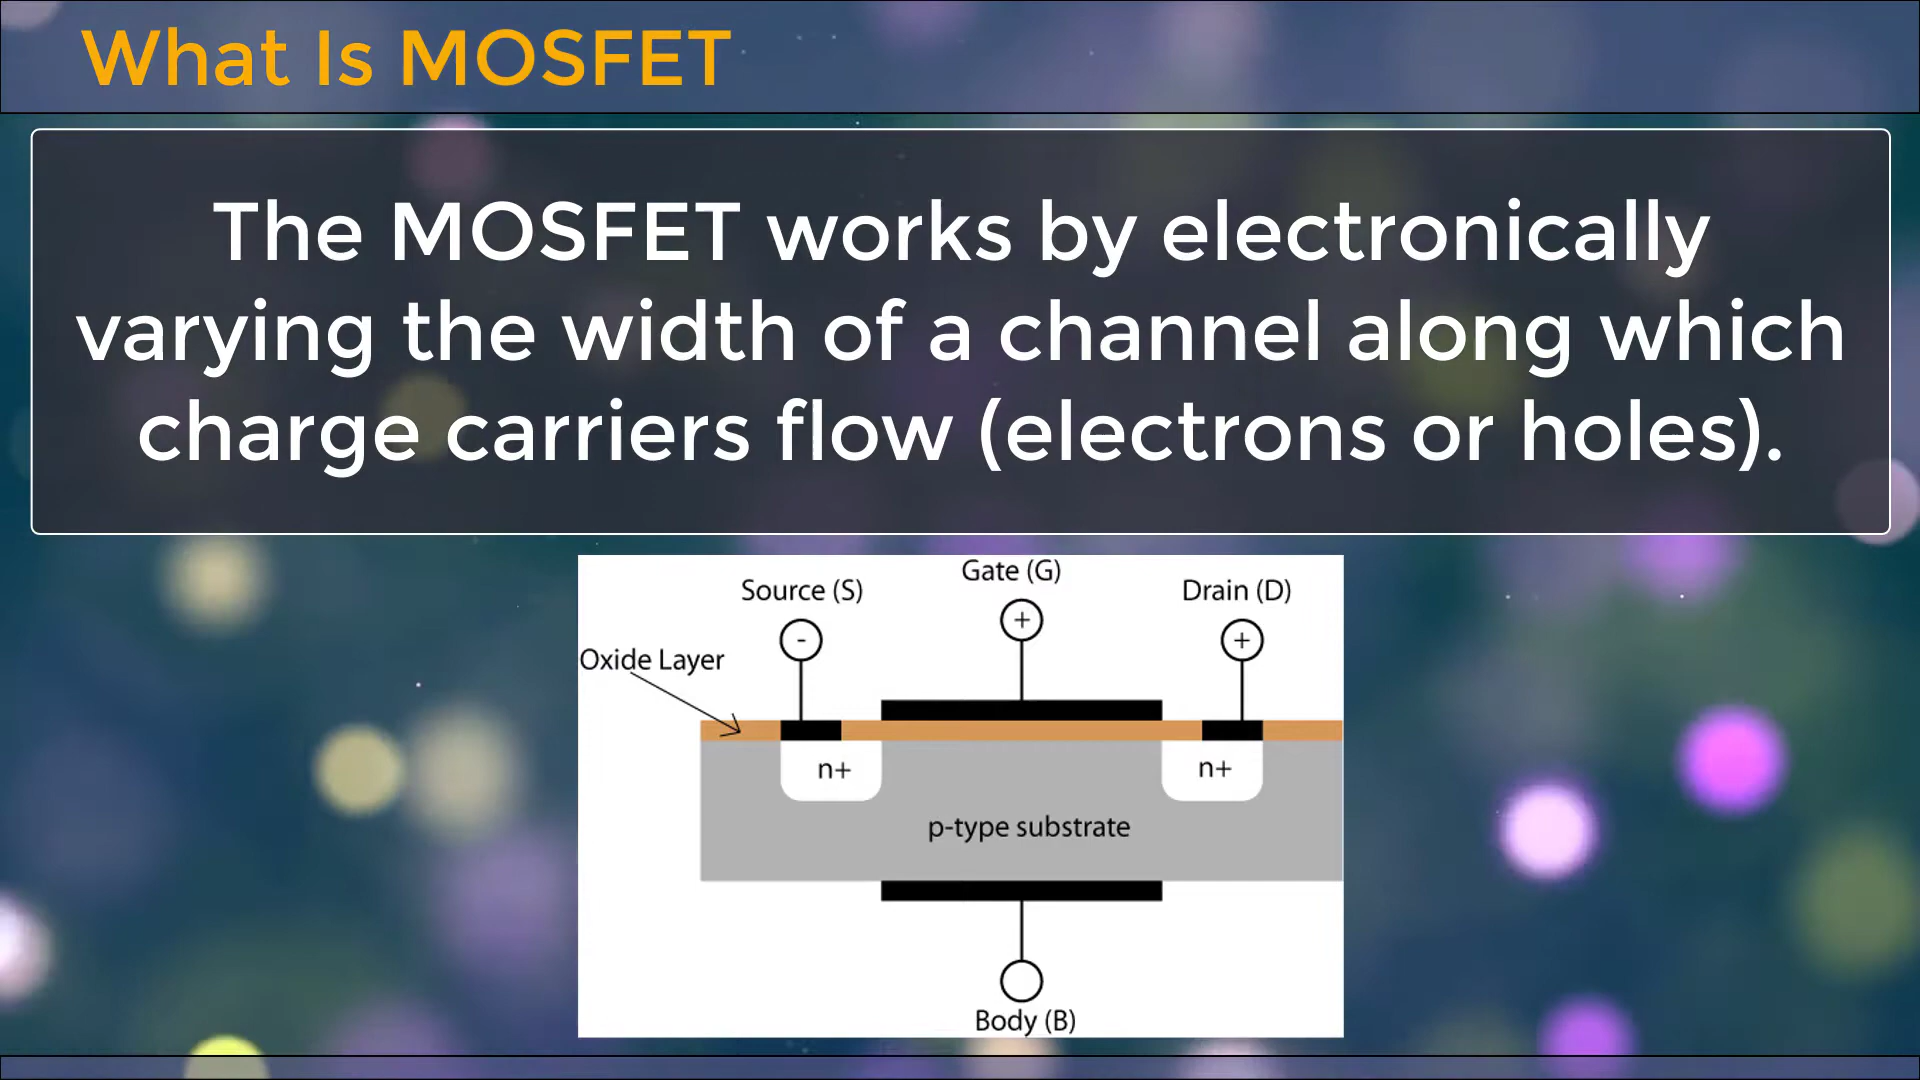 What Is MOSFET
The MOSFET works by electronically
varying the width of a channel along which
charge carriers flow (electrons or holes).
Gate (G)
Source (S)
Drain (D)
+
-
+
Oxide Layer
n+
n+
p-type substrate
Body (B)